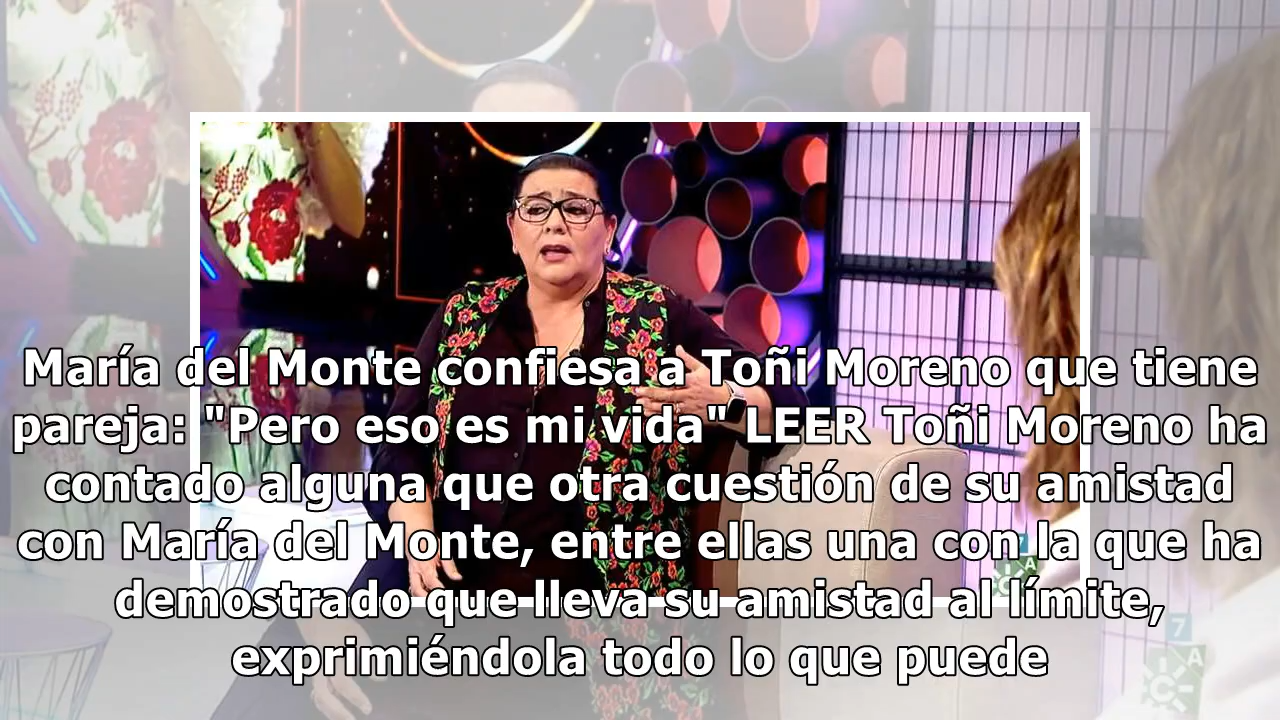 María del Monte confiesa a Toñi Moreno que tiene
pareja: "Pero eso es mi vida" LEER Toñi Moreno ha
contado alguna que otra cuestión de su amistad
con María del Monte, entre ellas una con la que ha
demostrado que lleva su amistad al límite,
exprimiéndola todo lo que puede
7
A
7
A